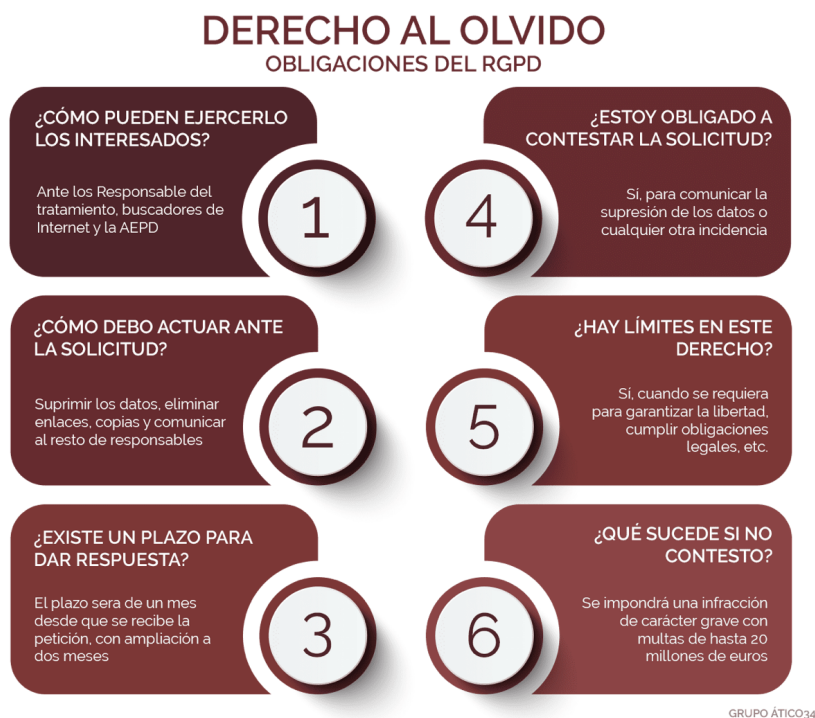 DERECHO AL OLVIDO
OBLIGACIONES DEL RGPD
¿CÓMO PUEDEN EJERCERLO
LOS INTERESADOS?
Ante los Responsable del
tratamiento, buscadores de
Internet y la AEPD
1
¿CÓMO DEBO ACTUAR ANTE
LA SOLICITUD?
Suprimir los datos, eliminar
enlaces, copias y comunicar
al resto de responsables
2
¿EXISTE UN PLAZO PARA
DAR RESPUESTA?
El plazo sera de un mes
desde que se recibe la
petición, con ampliación a
dos meses
3
¿ESTOY OBLIGADO A
CONTESTAR LA SOLICITUD?
Sí, para comunicar la
supresión de los datos o
cualquier otra incidencia
4
¿HAY LÍMITES EN ESTE
DERECHO?
Sí, cuando se requiera
para garantizar la libertad,
cumplir obligaciones
legales, etc.
5
¿QUÉ SUCEDE SI NO
CONTESTO?
Se impondrá una infracción
de carácter grave con
multas de hasta 20
millones de euros
6
GRUPO ÁTICO34